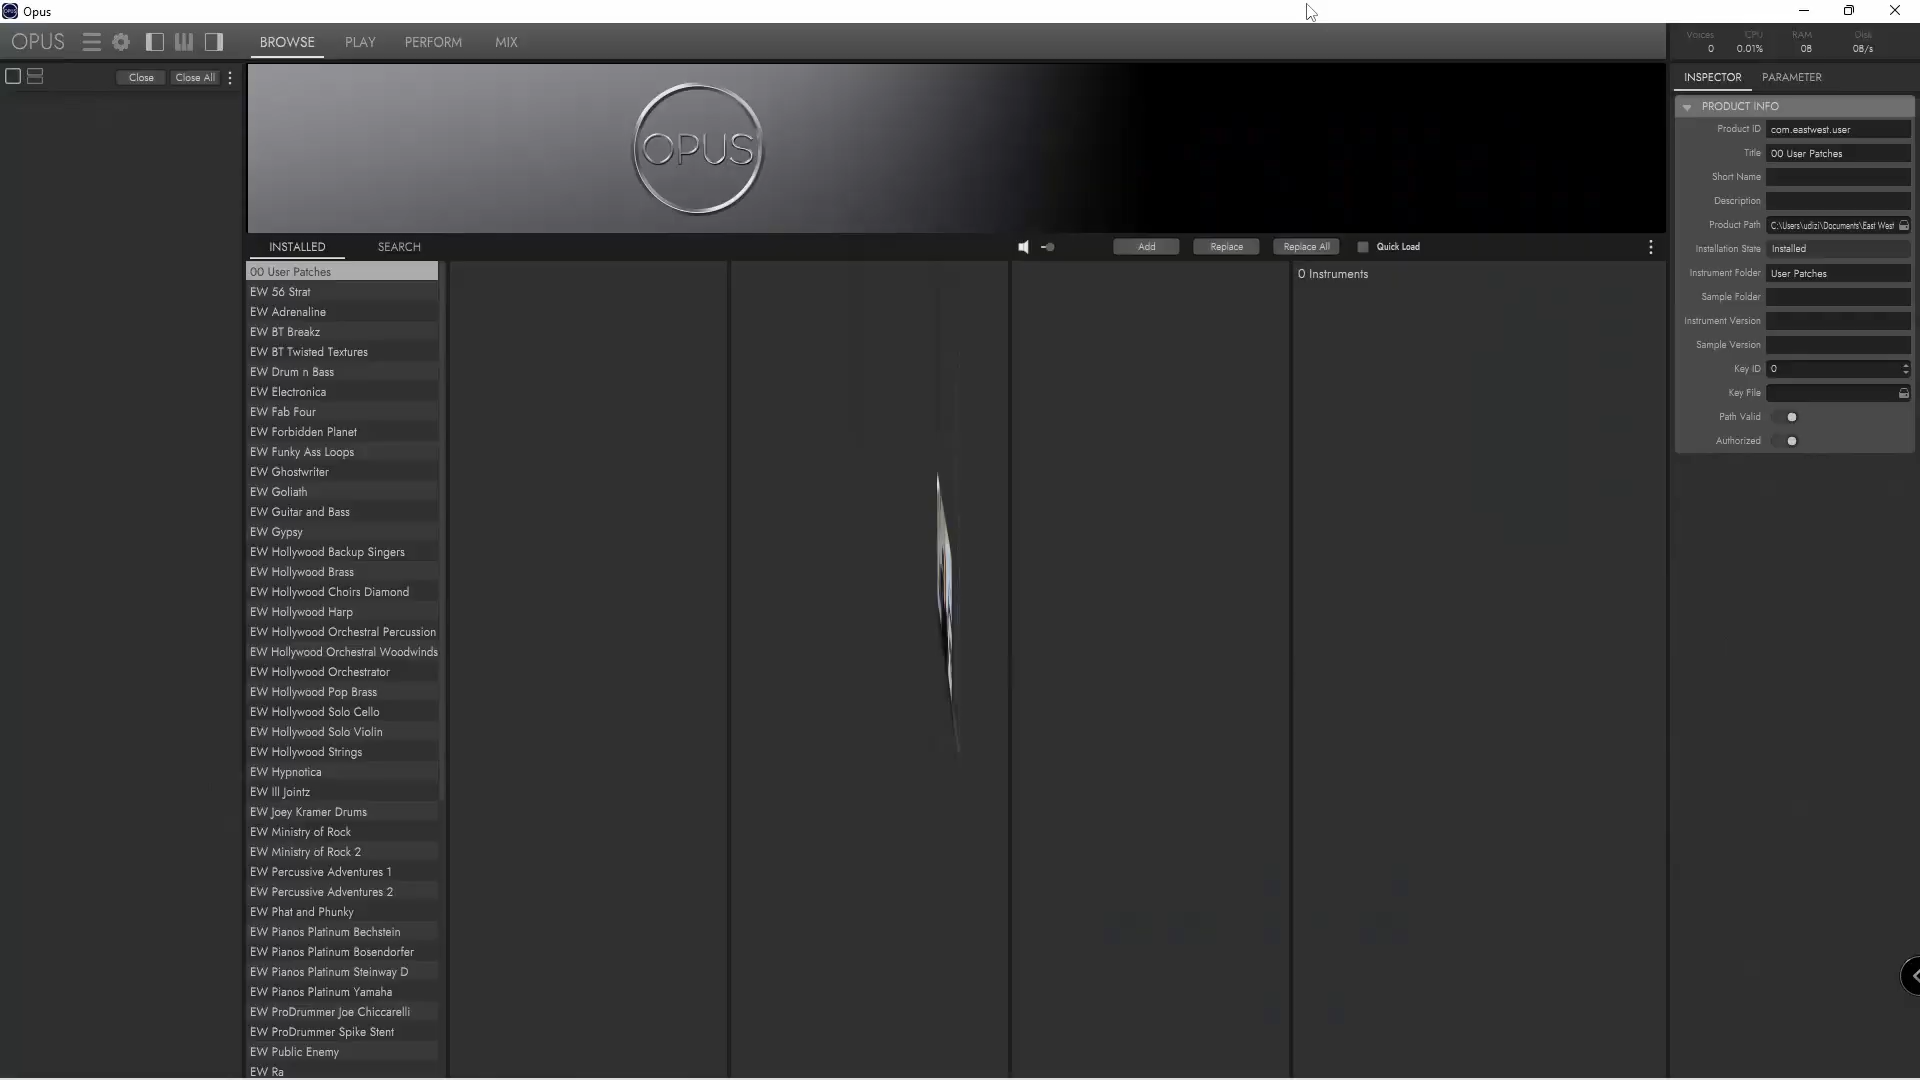 Opus
OPUS
BROWSE
PLAY
PERFORM
MIX
Voices
CPU
RAM
Disk
0
0.01%
0B
0B/s
Close
Close All
OPUS
INSPECTOR
PARAMETER
PRODUCT INFO
Product ID com.eastwest.user
Title 00 User Patches
Short Name
Description
Product Path C:\Users\udizi\Documents\East West
Installation State Installed
Instrument Folder User Patches
Sample Folder
Instrument Version
Sample Version
Key ID 0
Key File
Path Valid
Authorized
INSTALLED
SEARCH
Add
Replace
Replace All
Quick Load
0 Instruments
00 User Patches
EW 56 Strat
EW Adrenaline
EW BT Breakz
EW BT Twisted Textures
EW Drum n Bass
EW Electronica
EW Fab Four
EW Forbidden Planet
EW Funky Ass Loops
EW Ghostwriter
EW Goliath
EW Guitar and Bass
EW Gypsy
EW Hollywood Backup Singers
EW Hollywood Brass
EW Hollywood Choirs Diamond
EW Hollywood Harp
EW Hollywood Orchestral Percussion
EW Hollywood Orchestral Woodwinds
EW Hollywood Orchestrator
EW Hollywood Pop Brass
EW Hollywood Solo Cello
EW Hollywood Solo Violin
EW Hollywood Strings
EW Hypnotica
EW Ill Jointz
EW Joey Kramer Drums
EW Ministry of Rock
EW Ministry of Rock 2
EW Percussive Adventures 1
EW Percussive Adventures 2
EW Phat and Phunky
EW Pianos Platinum Bechstein
EW Pianos Platinum Bosendorfer
EW Pianos Platinum Steinway D
EW Pianos Platinum Yamaha
EW ProDrummer Joe Chiccarelli
EW ProDrummer Spike Stent
EW Public Enemy
EW Ra